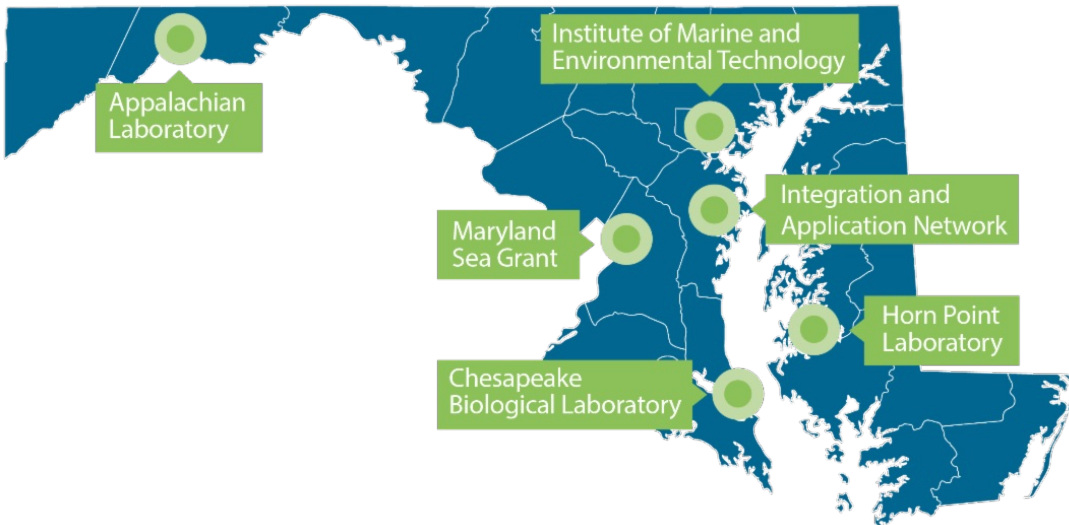 Institute of Marine and
Environmental Technology
Appalachian
Laboratory
Integration and
Application Network
Maryland
Sea Grant
Horn Point
Laboratory
Chesapeake
Biological Laboratory